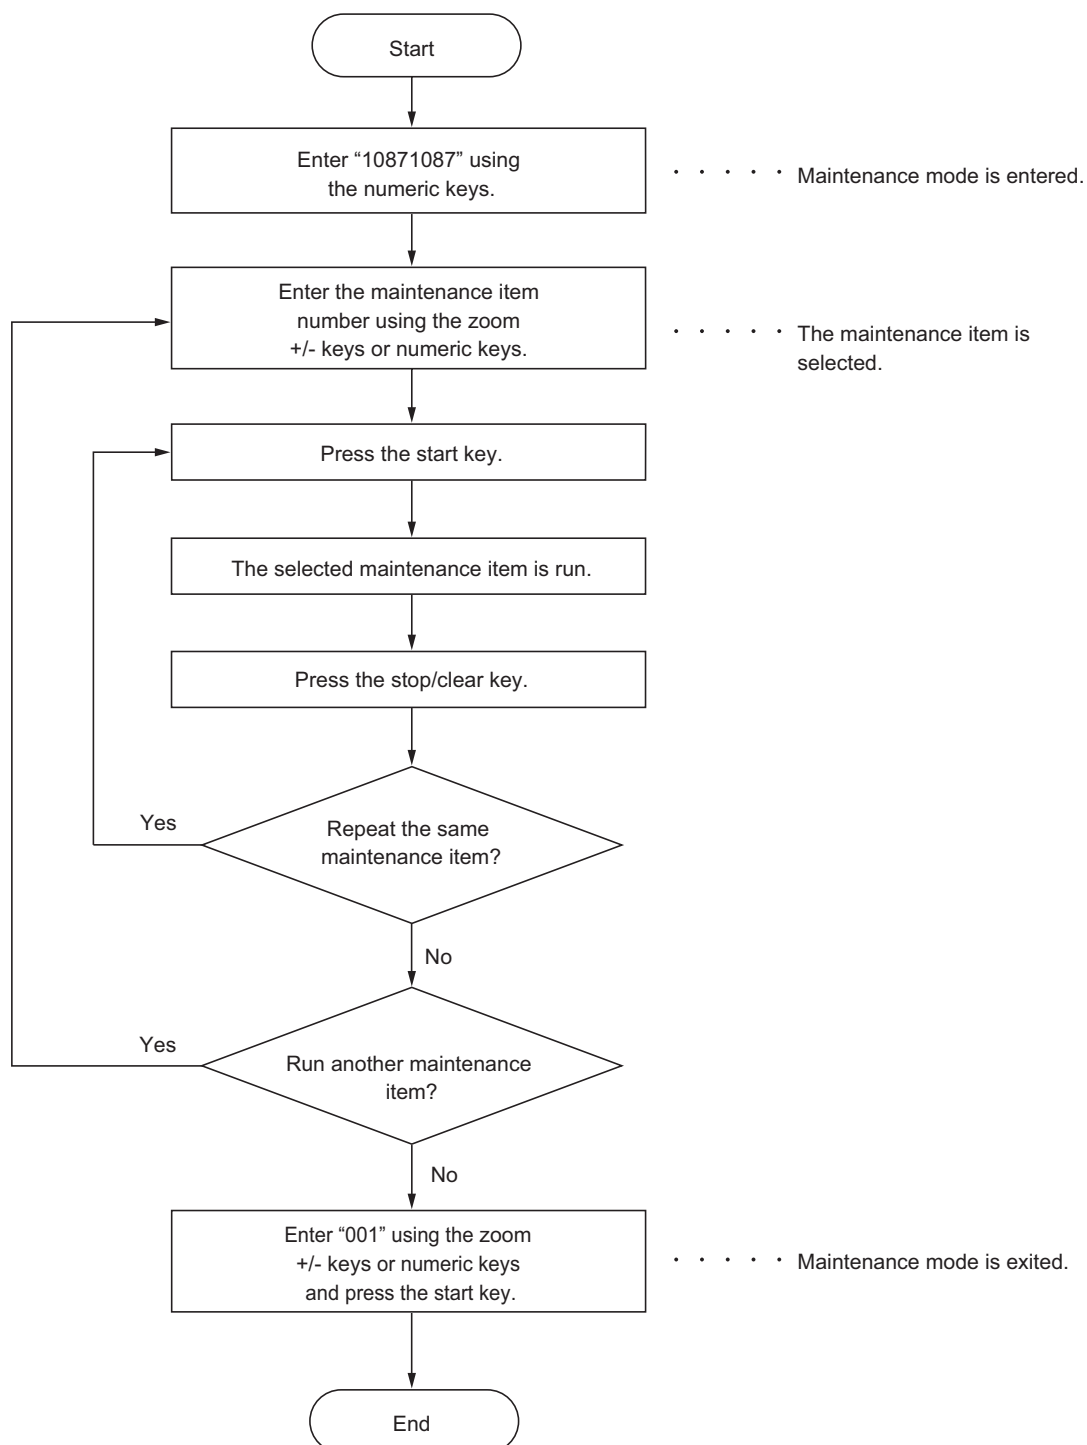 Start
Enter “10871087” using
the numeric keys.
· · · · · Maintenance mode is entered.
Enter the maintenance item
number using the zoom
+/- keys or numeric keys.
· · · · · The maintenance item is
selected.
Press the start key.
The selected maintenance item is run.
Press the stop/clear key.
Yes
Repeat the same
maintenance item?
No
Yes
Run another maintenance
item?
No
Enter “001” using the zoom
+/- keys or numeric keys
and press the start key.
· · · · · Maintenance mode is exited.
End